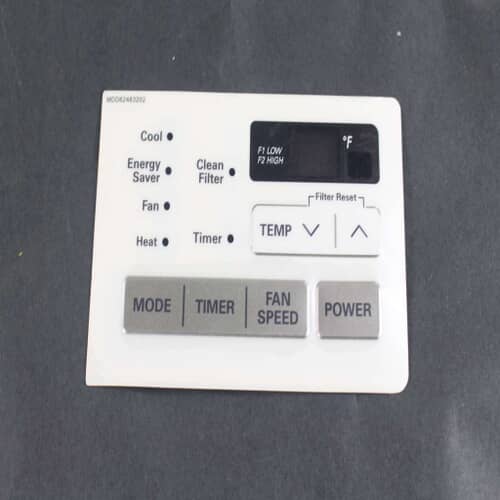 MDD62483202
Cool
Energy
Saver
Fan
Heat
Clean
Filter
Timer
F1 LOW
F2 HIGH
°F
Filter Reset
TEMP
MODE
TIMER
FAN
SPEED
POWER